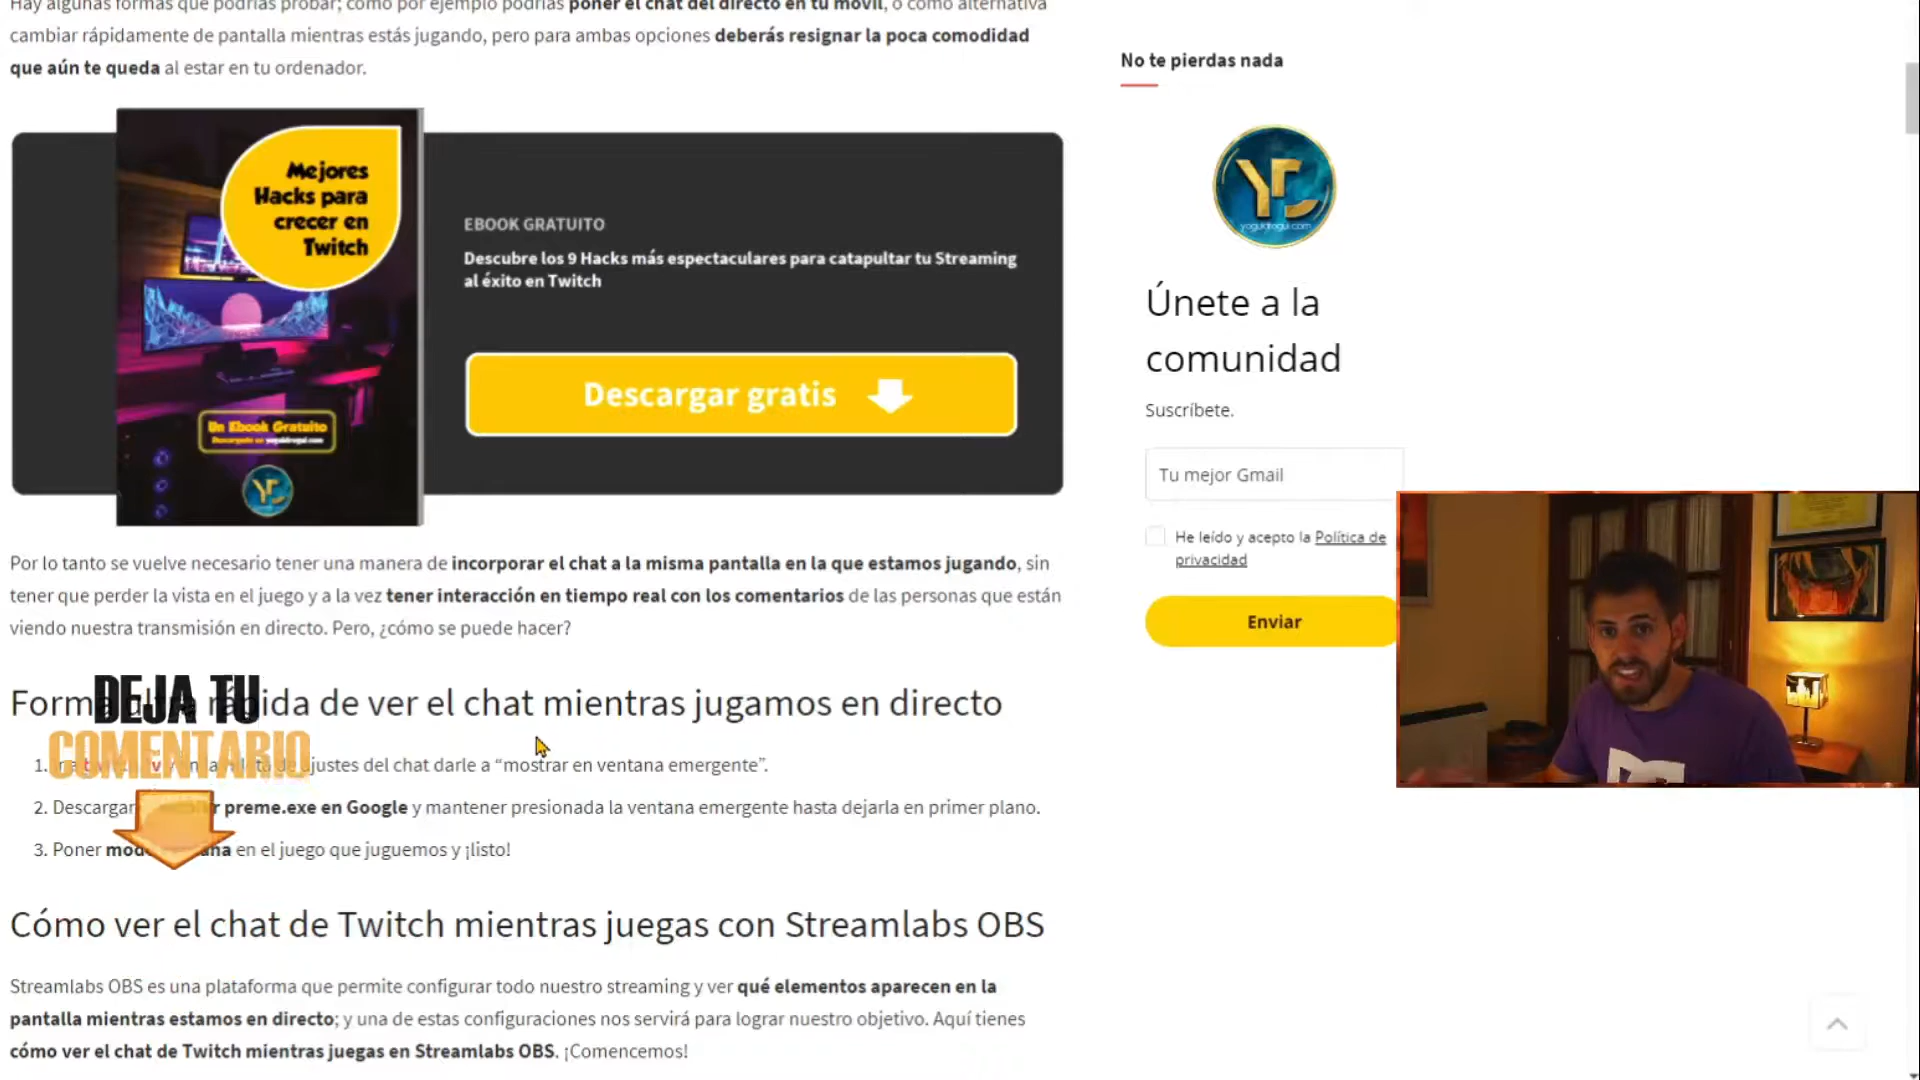 Hay algunas formas que podrías probar; como por ejemplo podrías poner el chat del directo en tu móvil, o como alternativa
cambiar rápidamente de pantalla mientras estás jugando, pero para ambas opciones deberás resignar la poca comodidad
que aún te queda al estar en tu ordenador.
Mejores
Hacks para
crecer en
Twitch
Un Ebook Gratuito
YD
EBOOK GRATUITO
Descubre los 9 Hacks más espectaculares para catapultar tu Streaming
al éxito en Twitch
Descargar gratis
Por lo tanto se vuelve necesario tener una manera de incorporar el chat a la misma pantalla en la que estamos jugando, sin
tener que perder la vista en el juego y a la vez tener interacción en tiempo real con los comentarios de las personas que están
viendo nuestra transmisión en directo. Pero, ¿cómo se puede hacer?
Forma rápida de ver el chat mientras jugamos en directo
DEJA TU
COMENTARIO
1. ajustes del chat darle a “mostrar en ventana emergente”.
2. Descargar preme.exe en Google y mantener presionada la ventana emergente hasta dejarla en primer plano.
3. Poner en el juego que juguemos y ¡listo!
Cómo ver el chat de Twitch mientras juegas con Streamlabs OBS
Streamlabs OBS es una plataforma que permite configurar todo nuestro streaming y ver qué elementos aparecen en la
pantalla mientras estamos en directo; y una de estas configuraciones nos servirá para lograr nuestro objetivo. Aquí tienes
cómo ver el chat de Twitch mientras juegas en Streamlabs OBS. ¡Comencemos!
No te pierdas nada
YD
Únete a la
comunidad
Suscríbete.
Tu mejor Gmail
He leído y acepto la Política de
privacidad
Enviar